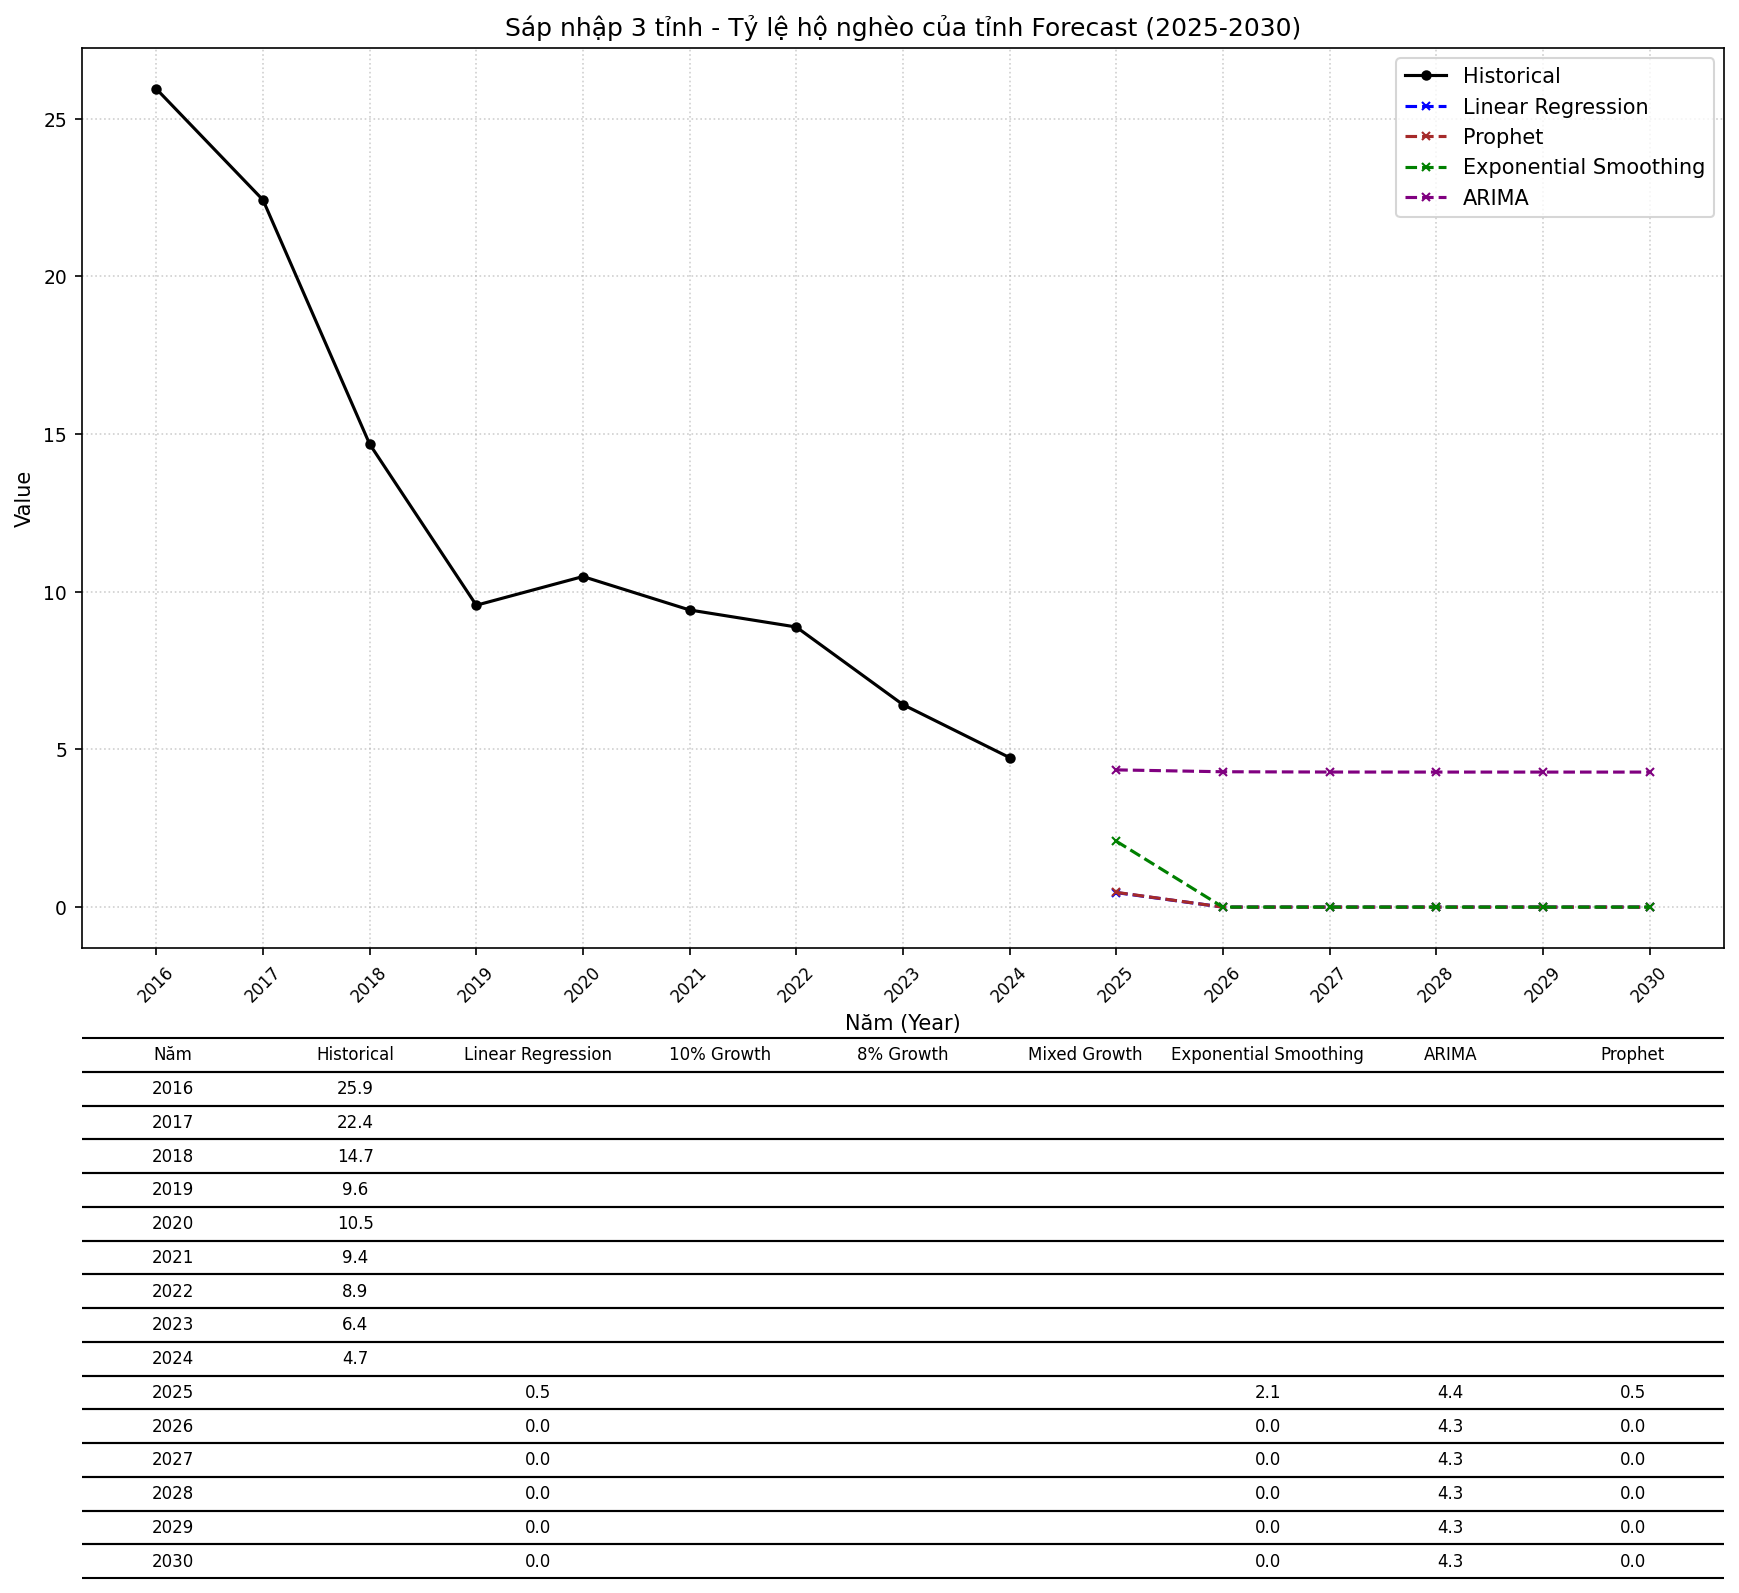 Sáp nhập 3 tỉnh - Tỷ lệ hộ nghèo của tỉnh Forecast (2025-2030)
Historical
Linear Regression
Prophet
Exponential Smoothing
ARIMA
Value
25
20
15
10
5
0
2016 2017 2018 2019 2020 2021 2022 2023 2024 2025 2026 2027 2028 2029 2030
Năm (Year)
Năm Historical Linear Regression 10% Growth 8% Growth Mixed Growth Exponential Smoothing ARIMA Prophet
2016 25.9
2017 22.4
2018 14.7
2019 9.6
2020 10.5
2021 9.4
2022 8.9
2023 6.4
2024 4.7
2025 0.5 2.1 4.4 0.5
2026 0.0 0.0 4.3 0.0
2027 0.0 0.0 4.3 0.0
2028 0.0 0.0 4.3 0.0
2029 0.0 0.0 4.3 0.0
2030 0.0 0.0 4.3 0.0